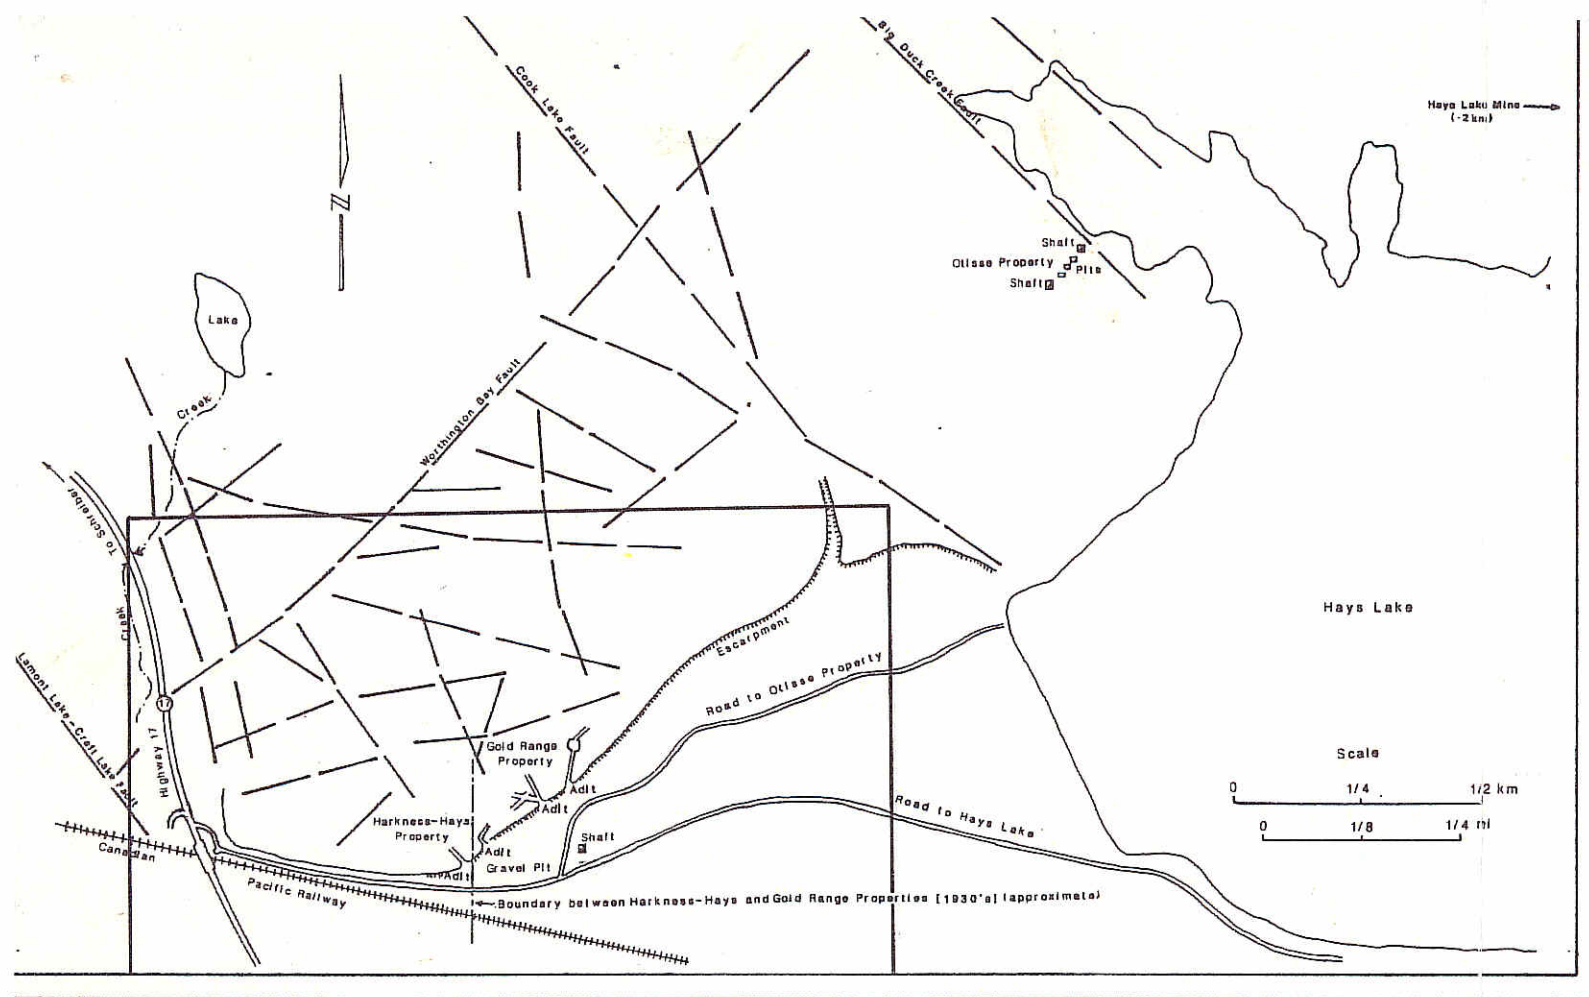 Big Duck Creek Fault
Cook Lake Fault
Hays Lake Mine
(~2km)
N
Shaft
Otisse Property
Pits
Shaft
Lake
Creek
Worthington Bay Fault
To Schreiber
Creek
Hays Lake
Escarpment
Road to Otisse Property
Lamont Lake-Craft Lake Fault
17
Highway 17
Gold Range
Property
Scale
0 1/4 1/2 km
0 1/8 1/4 mi
Adit
Adit
Harkness-Hays
Property
Road to Hays Lake
Shaft
Adit
Gravel Pit
Adit
Canadian
Pacific Railway
Boundary between Harkness-Hays and Gold Range Properties [1930's] (approximate)